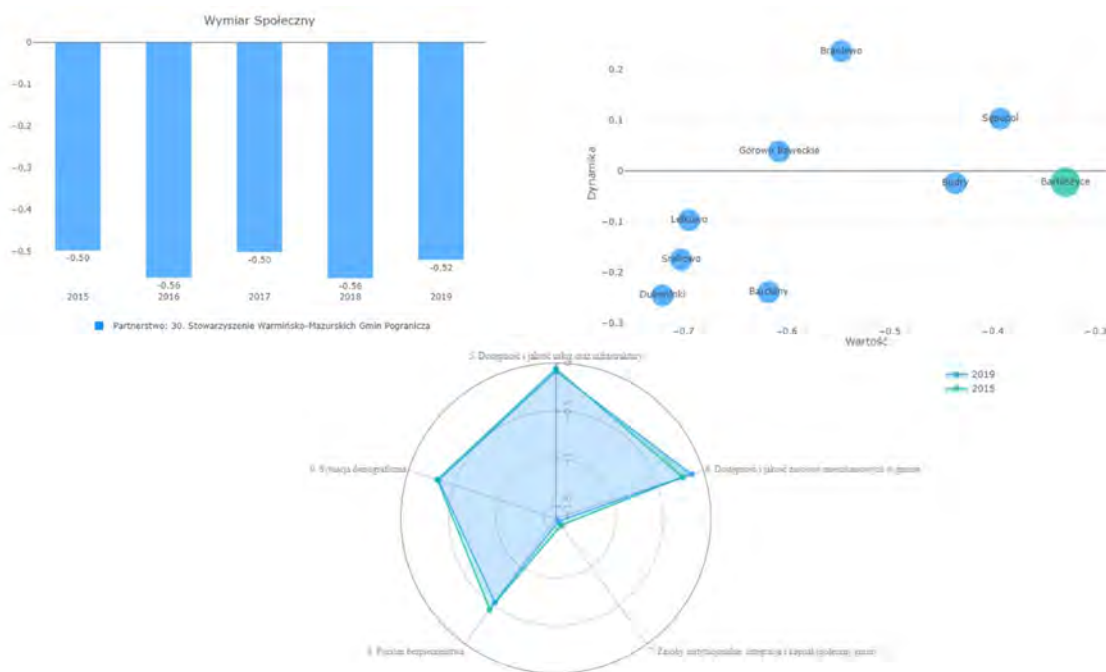 Wymiar Społeczny
0
−0.1
−0.2
−0.3
−0.4
−0.5
−0.59
−0.56
−0.50
−0.56
−0.52
2015
2016
2017
2018
2019
Partnerstwo: 30. Stowarzyszenie Warmińsko-Mazurskich Gmin Pogranicza
Dynamika
0.2
0.1
0
−0.1
−0.2
−0.3
Braniewo
Sępopol
Górowo Iławeckie
Budry
Bartoszyce
Lelkowo
Srokowo
Dubeninki
Barciany
−0.7
−0.6
−0.5
−0.4
−0.3
Wartość
2019
2015
5. Dostępność i jakość usług oraz infrastruktury
6. Dostępność i jakość zasobów mieszkaniowych w gminie
9. Sytuacja demograficzna
8. Poziom bezpieczeństwa
Zasoby instytucjonalne, integracja i kapitał społeczny gminy